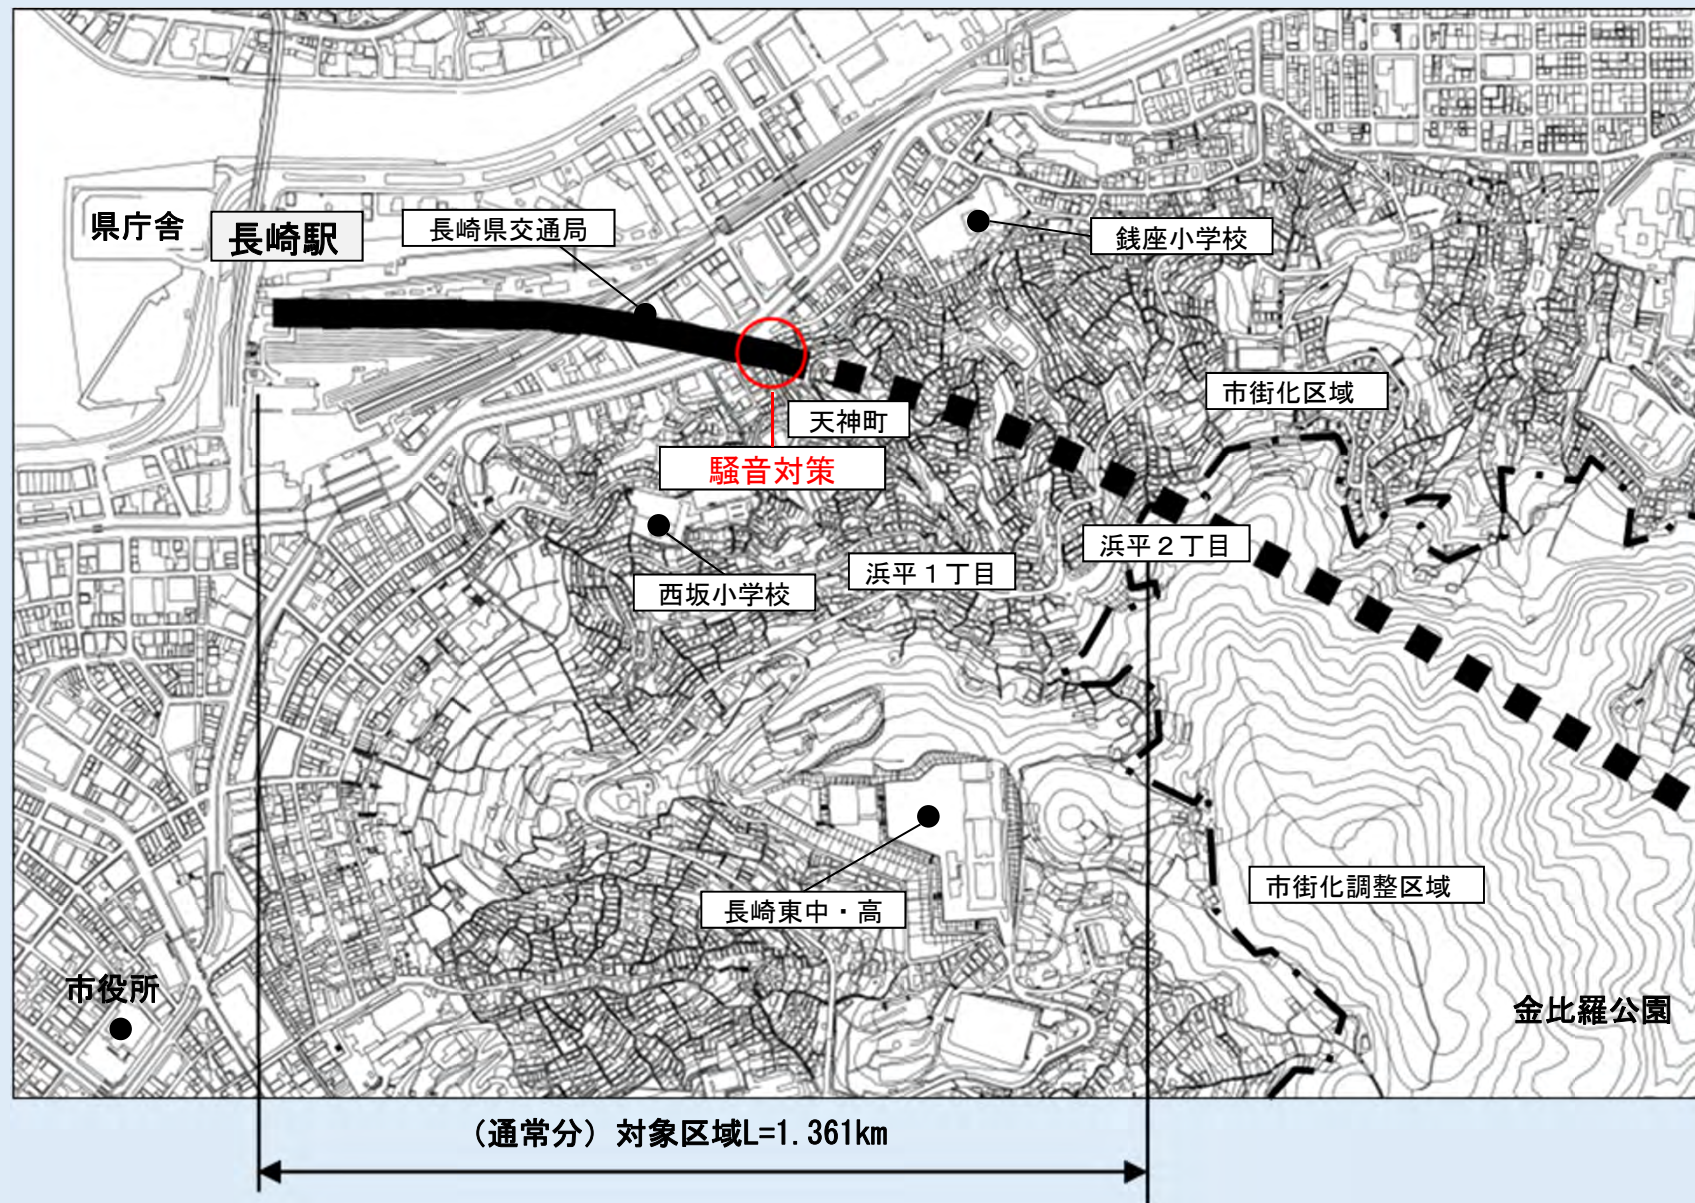 県庁舎
長崎駅
長崎県交通局
銭座小学校
市街化区域
天神町
騒音対策
浜平２丁目
浜平１丁目
西坂小学校
市街化調整区域
長崎東中・高
市役所
金比羅公園
（通常分）対象区域L=1.361km